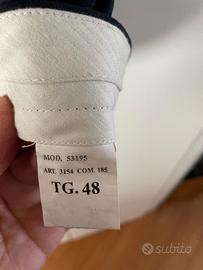 MOD. 53195
ART. 3154 COM. 185
TG. 48
subito